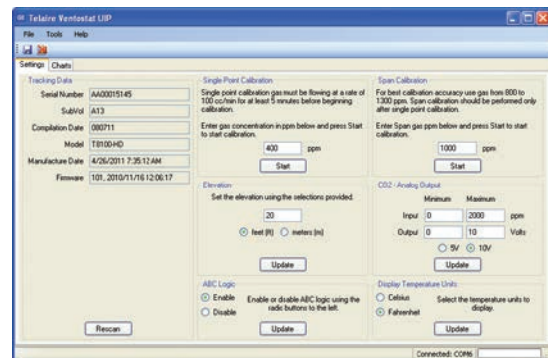 Telaire Ventostat UIP
File Tools Help
Settings Charts
Tracking Data
Serial Number AA00015145
SubVol A13
Compilation Date 080711
Model T8100-HD
Manufacture Date 4/26/2011 7:35:12 AM
Firmware 101, 2010/11/16 12:06:17
Rescan
Single Point Calibration
Single point calibration gas must be flowing at a rate of
100 cc/min for at least 5 minutes before beginning
calibration.
Enter gas concentration in ppm below and press Start
to start calibration.
400 ppm
Start
Span Calibration
For best calibration accuracy use gas from 800 to
1300 ppm. Span calibration should be performed only
after single point calibration.
Enter Span gas ppm below and press Start to start
calibration.
1000 ppm
Start
Elevation
Set the elevation using the selections provided.
20
feet (ft) meters (m)
Update
CO2 - Analog Output
Minimum Maximum
Input 0 2000 ppm
Output 0 10 Volts
5V 10V
Update
ABC Logic
Enable
Disable
Enable or disable ABC logic using the
radio buttons to the left.
Update
Display Temperature Units
Celsius
Fahrenheit
Select the temperature units to
display.
Update
Connected: COM6